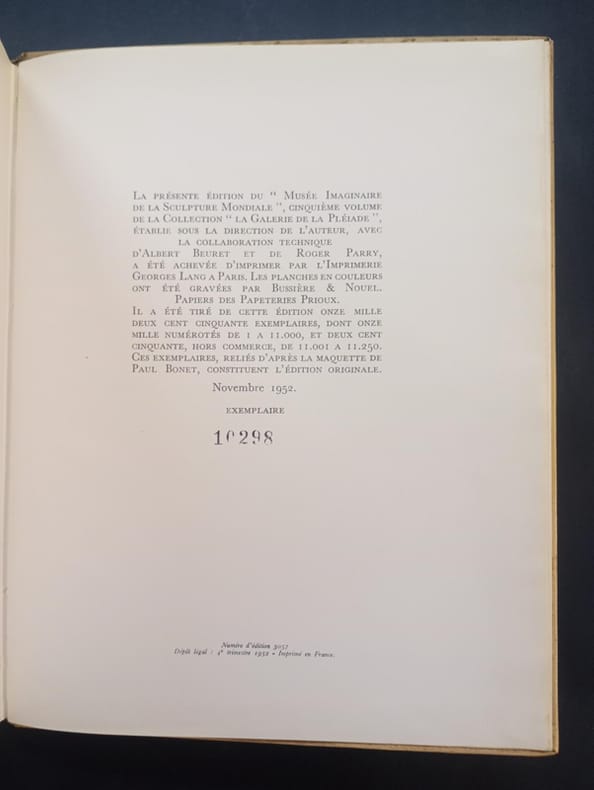 La présente édition du “ Musée Imaginaire
de la Sculpture Mondiale ”, cinquième volume
de la Collection “ la Galerie de la Pléiade ”,
établie sous la direction de l'auteur, avec
la collaboration technique
d'Albert Beuret et de Roger Parry,
a été achevée d'imprimer par l'Imprimerie
Georges Lang a Paris. Les planches en couleurs
ont été gravées par Bussière & Nouel.
Papiers des Papeteries Prioux.
Il a été tiré de cette édition onze mille
deux cent cinquante exemplaires, dont onze
mille numérotés de 1 a 11.000, et deux cent
cinquante, hors commerce, de 11.001 a 11.250.
Ces exemplaires, reliés d'après la maquette de
Paul Bonet, constituent l'édition originale.
Novembre 1952.
exemplaire
10298
Numéro d'édition 3057
Dépôt légal : 4e trimestre 1952 - Imprimé en France.